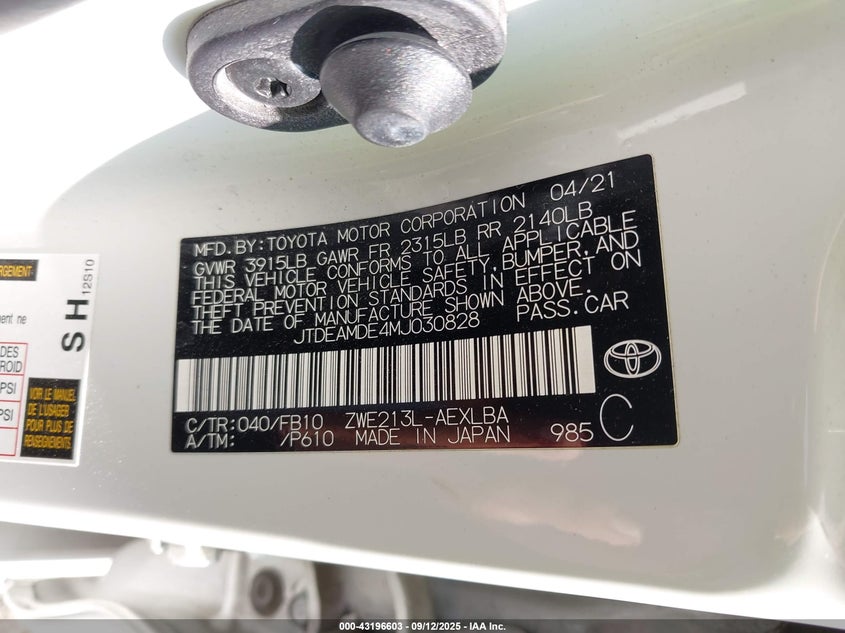 MFD. BY: TOYOTA MOTOR CORPORATION 04/21
GVWR 3915LB GAWR FR 2315LB RR 2140LB
THIS VEHICLE CONFORMS TO ALL APPLICABLE
FEDERAL MOTOR VEHICLE SAFETY, BUMPER, AND
THEFT PREVENTION STANDARDS IN EFFECT ON
THE DATE OF MANUFACTURE SHOWN ABOVE.
JTDEAMDE4MJ030828 PASS. CAR
C/TR: 040/FB10 ZWE213L-AEXLBA
A/TM: /P610 MADE IN JAPAN 985 C
SH
12S10
ne
PSI
PSI
VOIR LE MANUEL
DE L'USAGER
POUR PLUS DE
RENSEIGNEMENTS
000-43196603 - 09/12/2025 - IAA Inc.